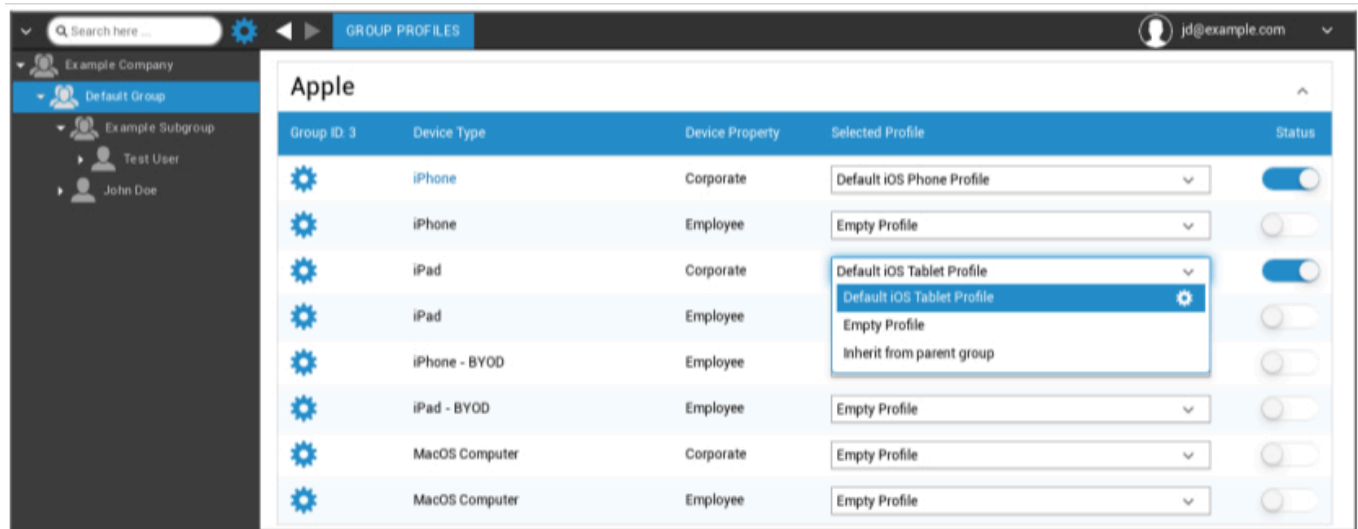 Search here ...
GROUP PROFILES
jd@example.com
Example Company
Default Group
Example Subgroup
Test User
John Doe
Apple
Group ID: 3 Device Type Device Property Selected Profile Status
iPhone Corporate Default iOS Phone Profile
iPhone Employee Empty Profile
iPad Corporate Default iOS Tablet Profile
Default iOS Tablet Profile
iPad Employee Empty Profile
Inherit from parent group
iPhone - BYOD Employee
iPad - BYOD Employee Empty Profile
MacOS Computer Corporate Empty Profile
MacOS Computer Employee Empty Profile